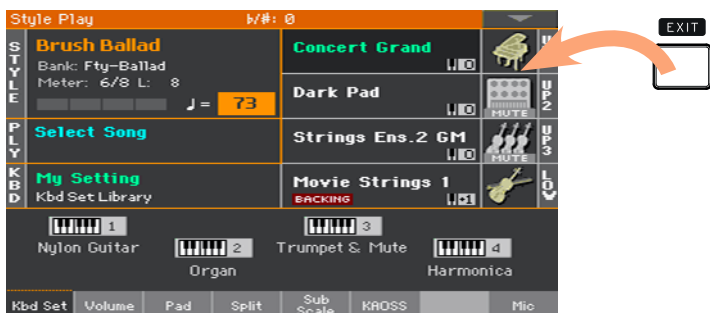 Style Play ♭/#: 0
EXIT
STYLE
Brush Ballad
Bank: Fty-Ballad
Meter: 6/8 L: 8
♩ = 73
Concert Grand
0
Dark Pad
0
MUTE
UP2
PLY
Select Song
Strings Ens.2 GM
0
MUTE
UP3
KBD
My Setting
Kbd Set Library
Movie Strings 1
BACKING
+1
LOW
1
Nylon Guitar
2
Organ
3
Trumpet & Mute
4
Harmonica
Kbd Set Volume Pad Split Sub Scale KAOSS Mic